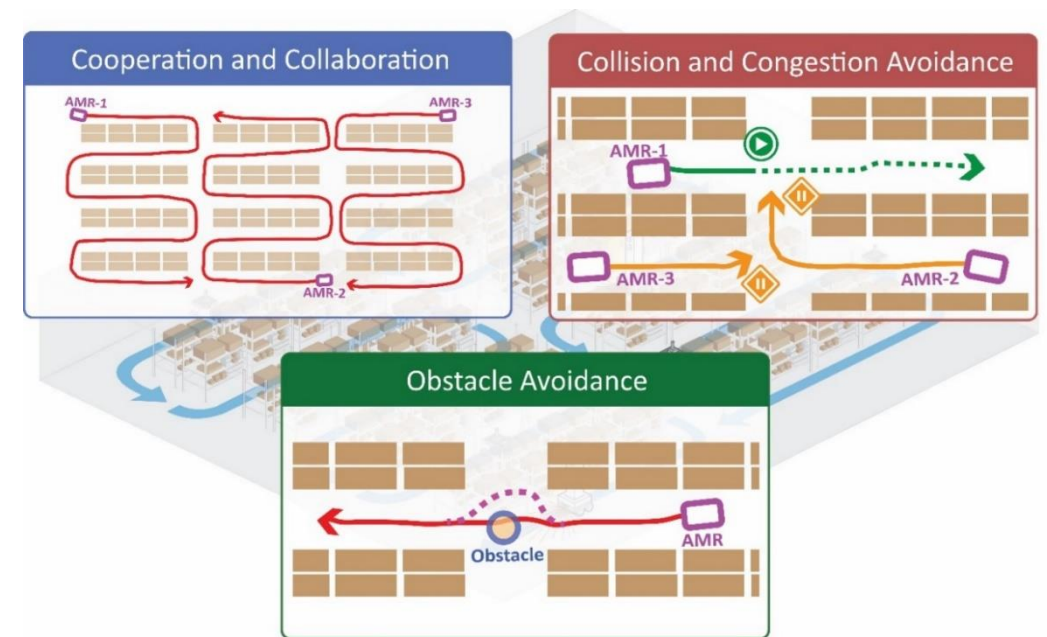 Cooperation and Collaboration
AMR-1
AMR-3
AMR-2
Collision and Congestion Avoidance
AMR-1
AMR-3
AMR-2
Obstacle Avoidance
AMR
Obstacle